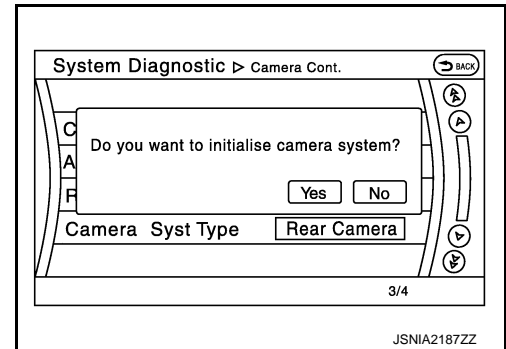 System Diagnostic ▷ Camera Cont.
BACK
C
Do you want to initialise camera system?
A
Yes No
R
Camera Syst Type Rear Camera
3/4
JSNIA2187ZZ